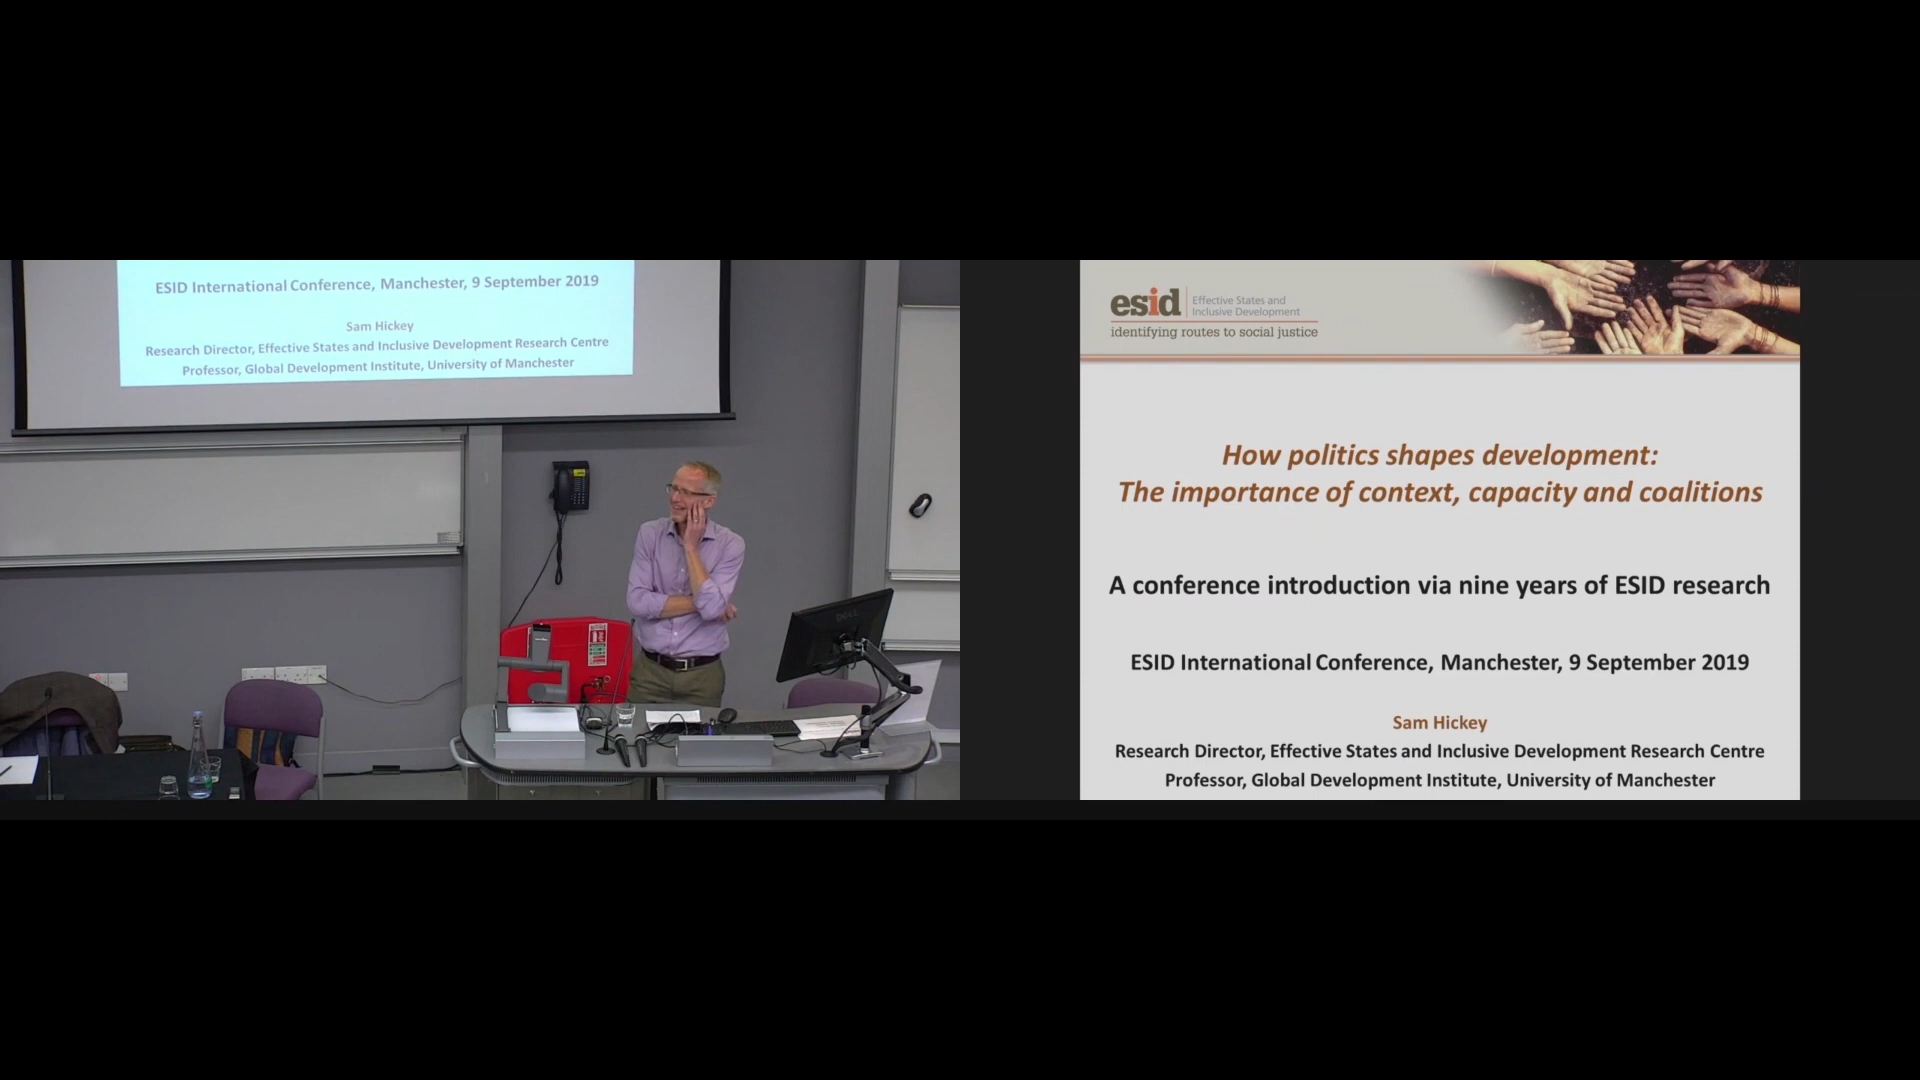 ESID International Conference, Manchester, 9 September 2019
Sam Hickey
Research Director, Effective States and Inclusive Development Research Centre
Professor, Global Development Institute, University of Manchester
DELL
esid
Effective States and
Inclusive Development
identifying routes to social justice
How politics shapes development:
The importance of context, capacity and coalitions
A conference introduction via nine years of ESID research
ESID International Conference, Manchester, 9 September 2019
Sam Hickey
Research Director, Effective States and Inclusive Development Research Centre
Professor, Global Development Institute, University of Manchester